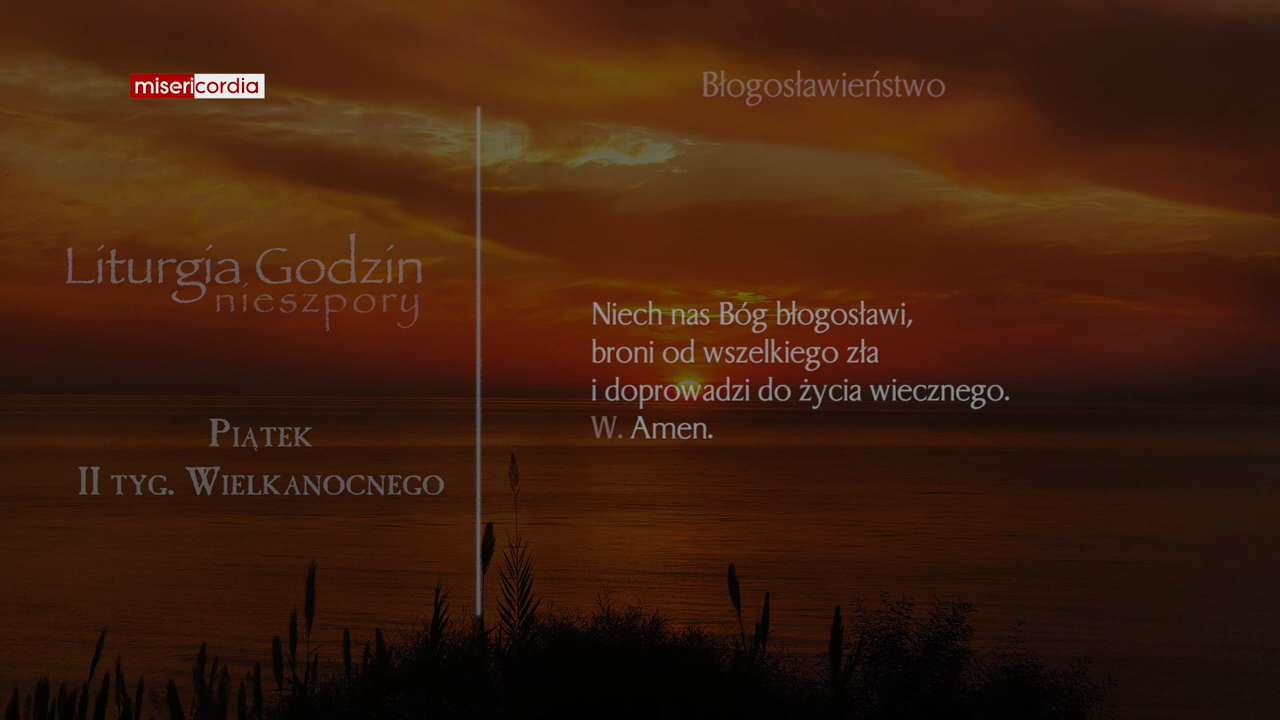 misericordia
Błogosławieństwo
Liturgia Godzin
nieszpory
Niech nas Bóg błogosławi,
broni od wszelkiego zła
i doprowadzi do życia wiecznego.
W. Amen.
Piątek
II tyg. Wielkanocnego